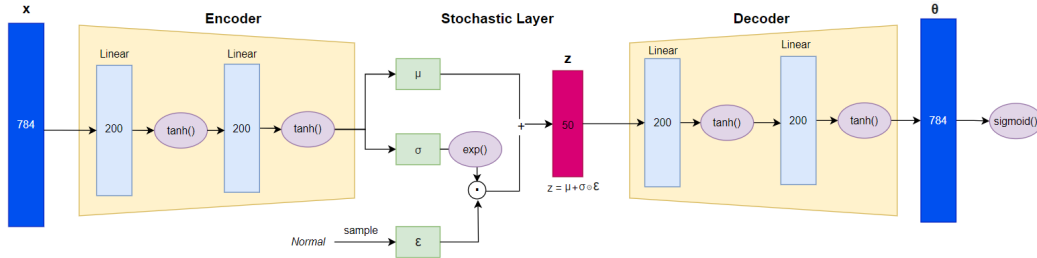 x
Encoder
Stochastic Layer
Decoder
θ
784
Linear
200
tanh()
Linear
200
tanh()
μ
σ
exp()
·
+
Normal
sample
ε
z
50
z = μ+σ⊙ε
Linear
200
tanh()
Linear
200
tanh()
784
sigmoid()